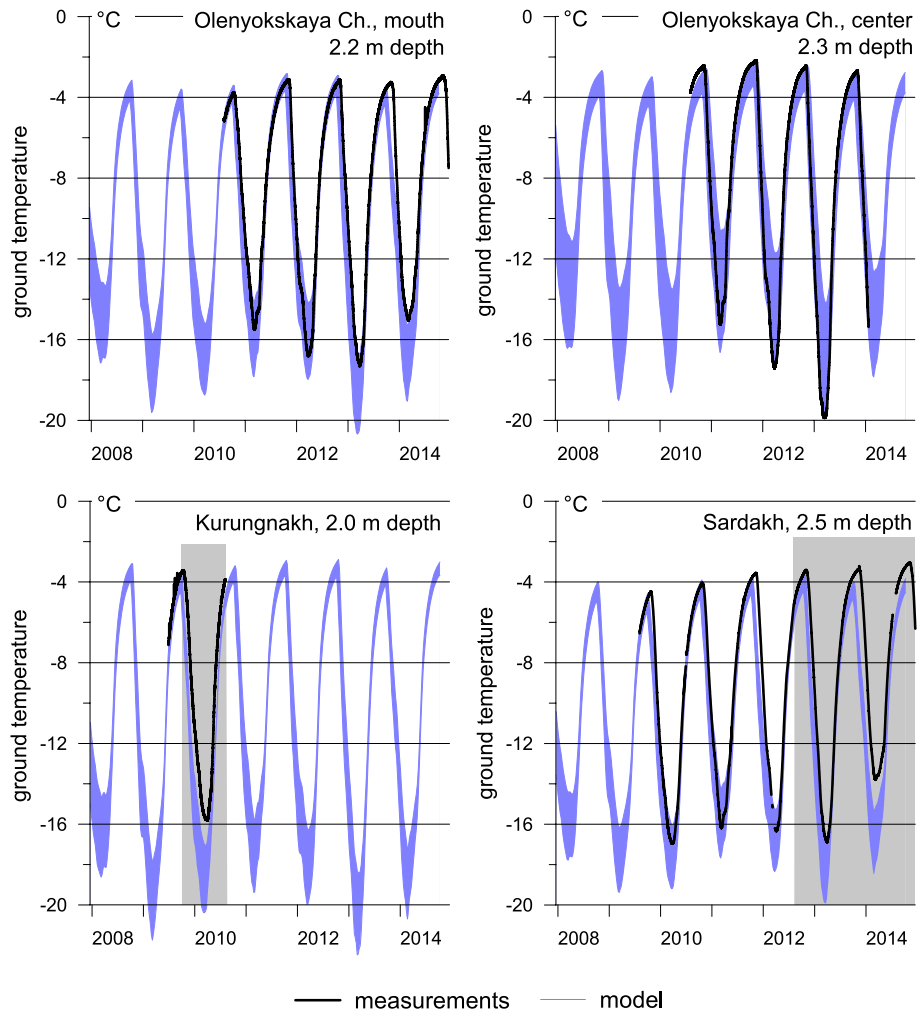 0 °C Olenyokskaya Ch., mouth
2.2 m depth
-4
-8
-12
-16
-20
ground temperature
2008 2010 2012 2014
0 °C Olenyokskaya Ch., center
2.3 m depth
-4
-8
-12
-16
-20
ground temperature
2008 2010 2012 2014
0 °C
Kurungnakh, 2.0 m depth
-4
-8
-12
-16
-20
ground temperature
2008 2010 2012 2014
0 °C
Sardakh, 2.5 m depth
-4
-8
-12
-16
-20
ground temperature
2008 2010 2012 2014
measurements model